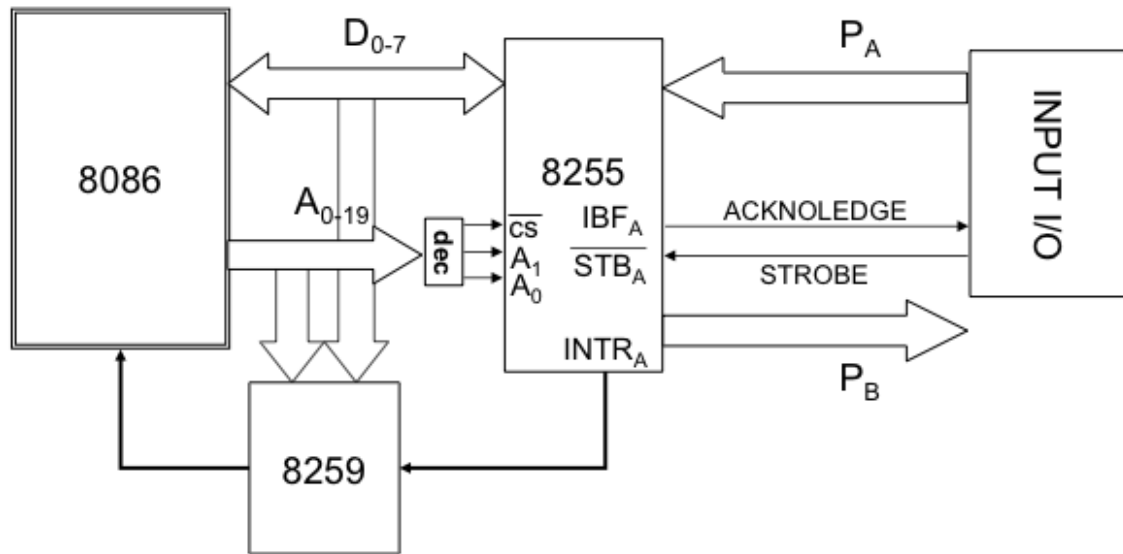 D0-7
PA
8086
8255
INPUT I/O
A0-19
dec
CS
IBFA
ACKNOLEDGE
A1
STBA
STROBE
A0
INTRA
PB
8259